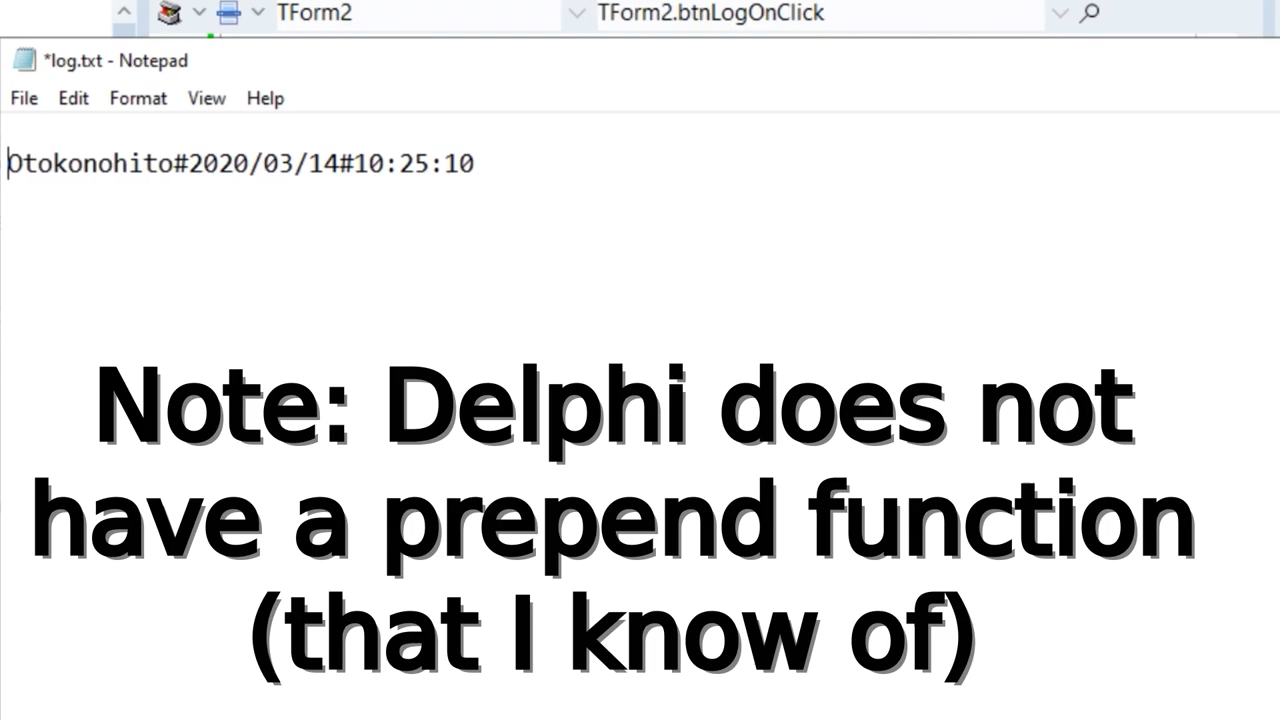 TForm2 TForm2.btnLogOnClick
*log.txt - Notepad
File Edit Format View Help
Otokonohito#2020/03/14#10:25:10
Note: Delphi does not
have a prepend function
(that I know of)